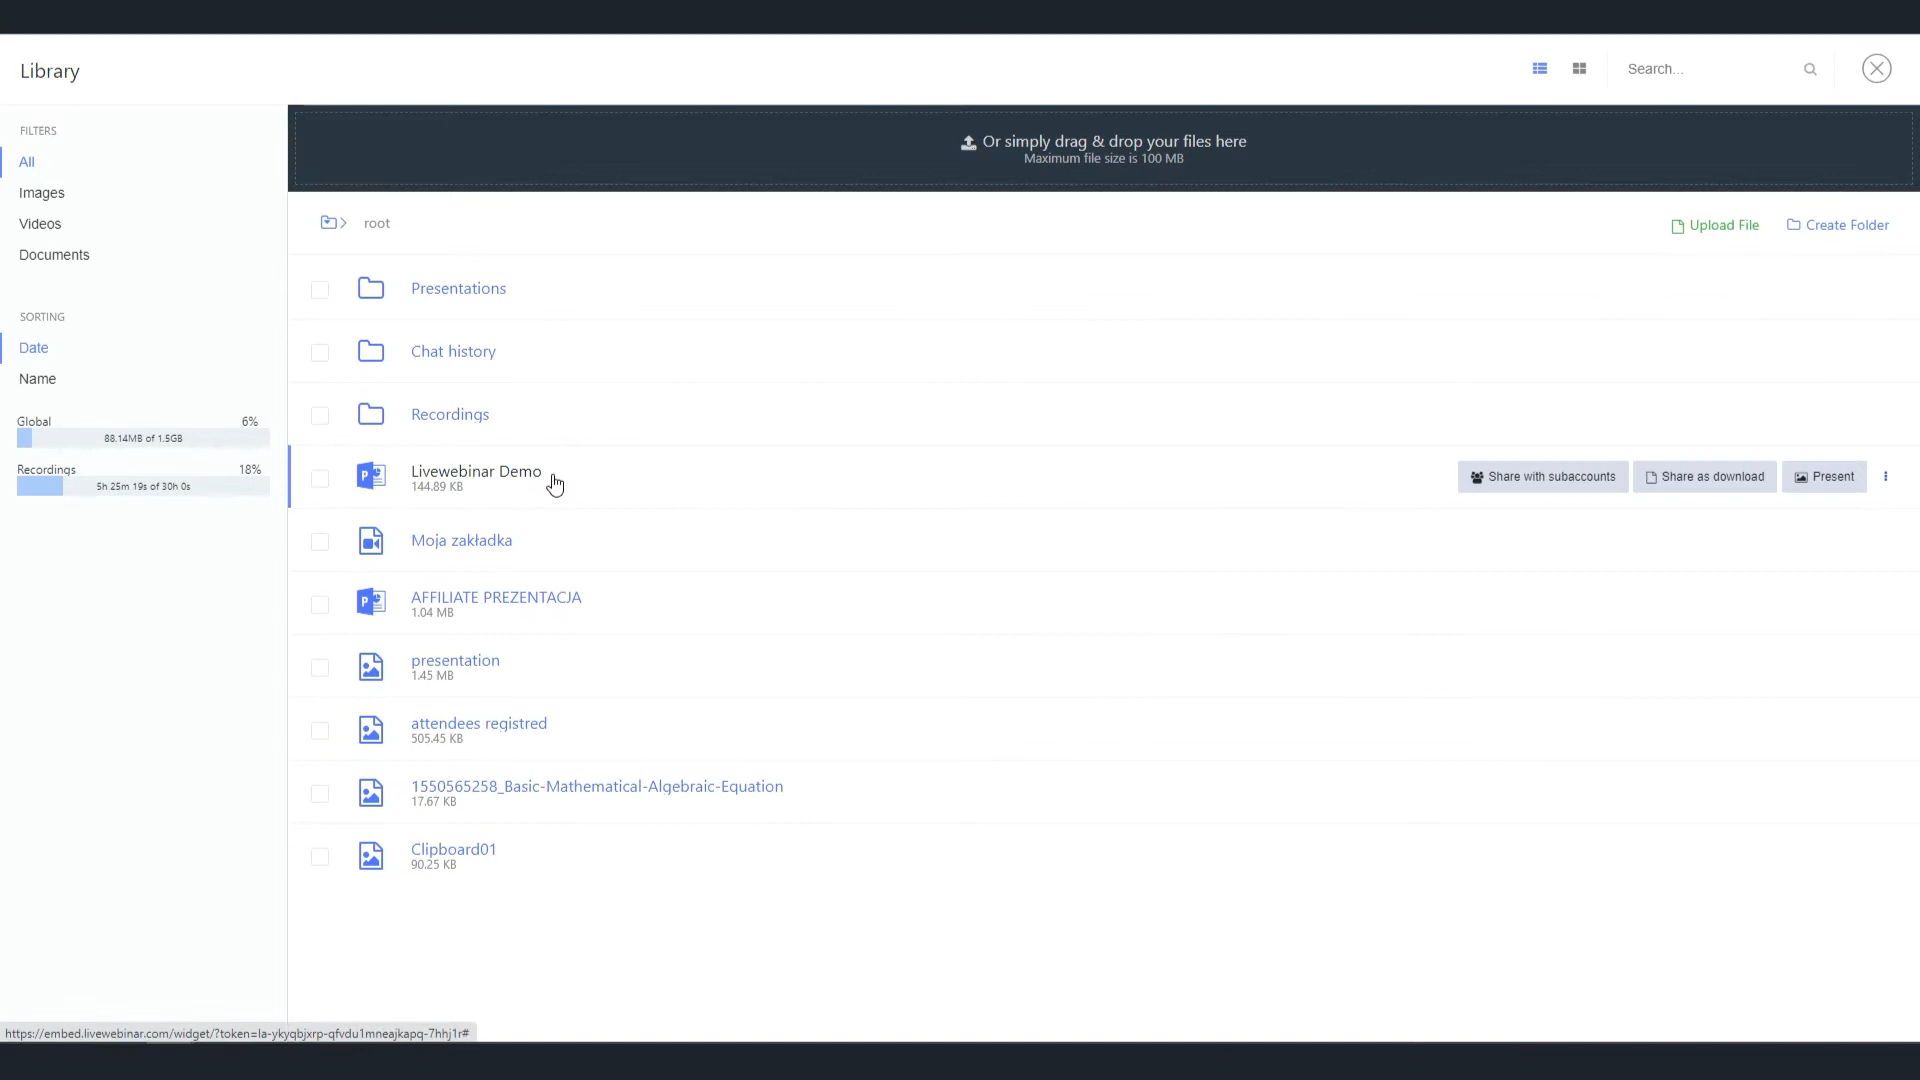 Library
Search...
FILTERS
All
Images
Videos
Documents
SORTING
Date
Name
Global 6%
88.14MB of 1.5GB
Recordings 18%
5h 25m 19s of 30h 0s
Or simply drag & drop your files here
Maximum file size is 100 MB
root
Upload File
Create Folder
Presentations
Chat history
Recordings
Livewebinar Demo
144.89 KB
Share with subaccounts
Share as download
Present
Moja zakładka
AFFILIATE PREZENTACJA
1.04 MB
presentation
1.45 MB
attendees registred
505.45 KB
1550565258_Basic-Mathematical-Algebraic-Equation
17.67 KB
Clipboard01
90.25 KB
https://embed.livewebinar.com/widget/?token=la-ykyqbjxrp-qfvdu1mneajkapq-7hhj1r#